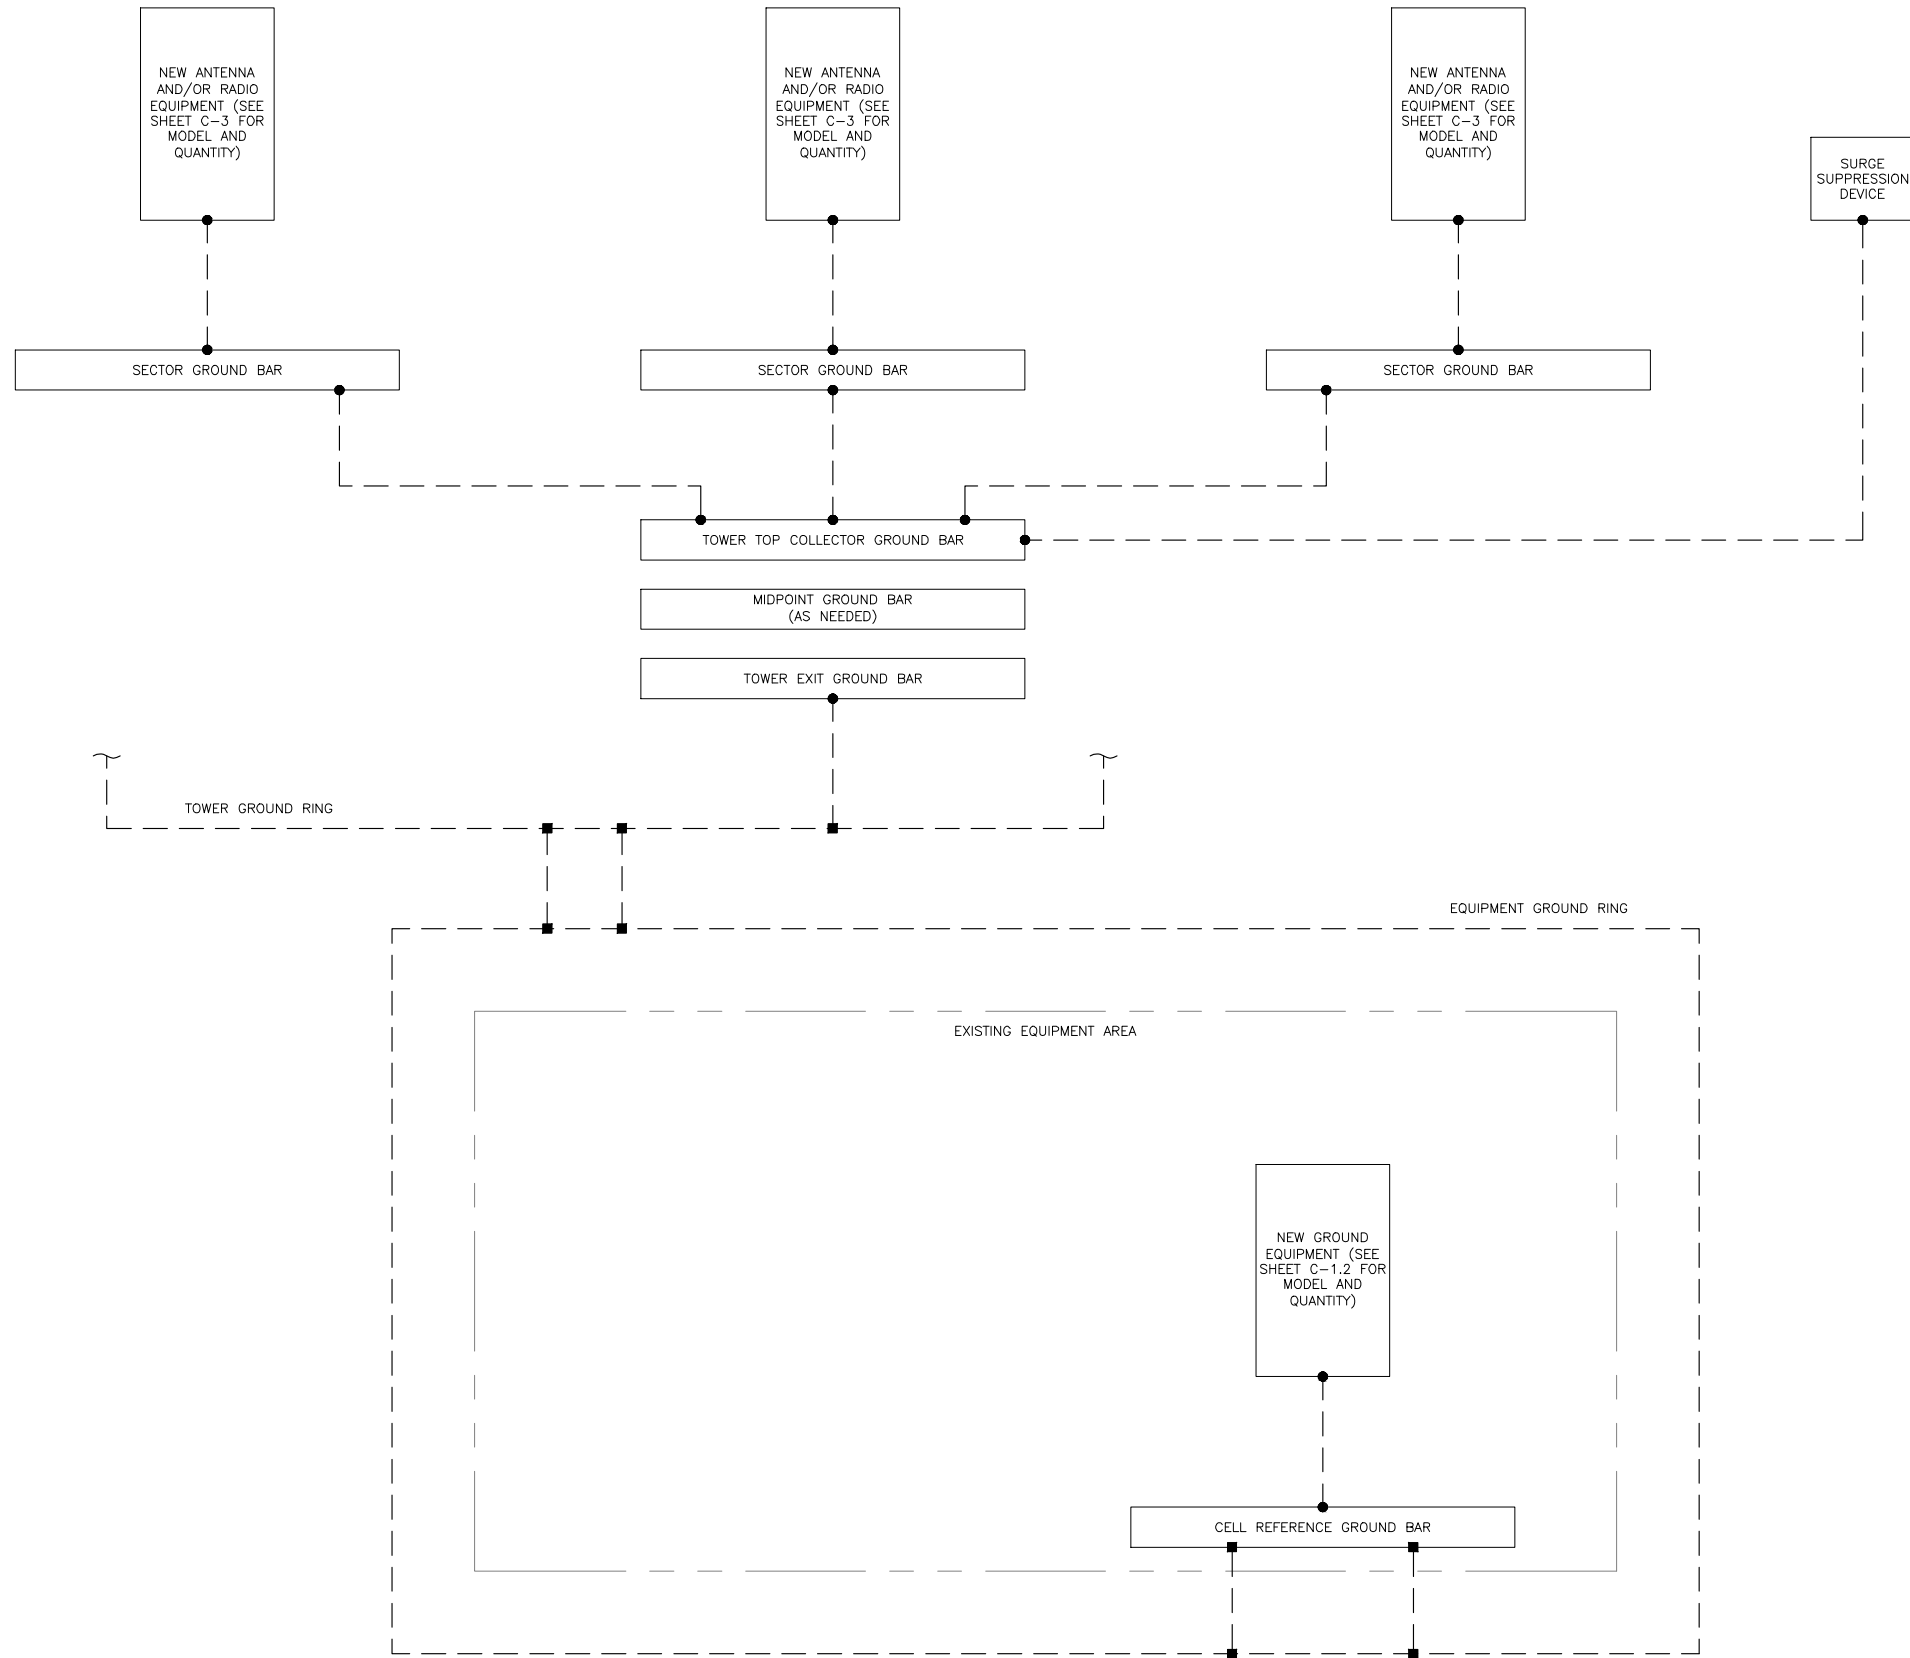 NEW ANTENNA
AND/OR RADIO
EQUIPMENT (SEE
SHEET C-3 FOR
MODEL AND
QUANTITY)
NEW ANTENNA
AND/OR RADIO
EQUIPMENT (SEE
SHEET C-3 FOR
MODEL AND
QUANTITY)
NEW ANTENNA
AND/OR RADIO
EQUIPMENT (SEE
SHEET C-3 FOR
MODEL AND
QUANTITY)
SURGE
SUPPRESSION
DEVICE
SECTOR GROUND BAR
SECTOR GROUND BAR
SECTOR GROUND BAR
TOWER TOP COLLECTOR GROUND BAR
MIDPOINT GROUND BAR
(AS NEEDED)
TOWER EXIT GROUND BAR
TOWER GROUND RING
EQUIPMENT GROUND RING
EXISTING EQUIPMENT AREA
NEW GROUND
EQUIPMENT (SEE
SHEET C-1.2 FOR
MODEL AND
QUANTITY)
CELL REFERENCE GROUND BAR